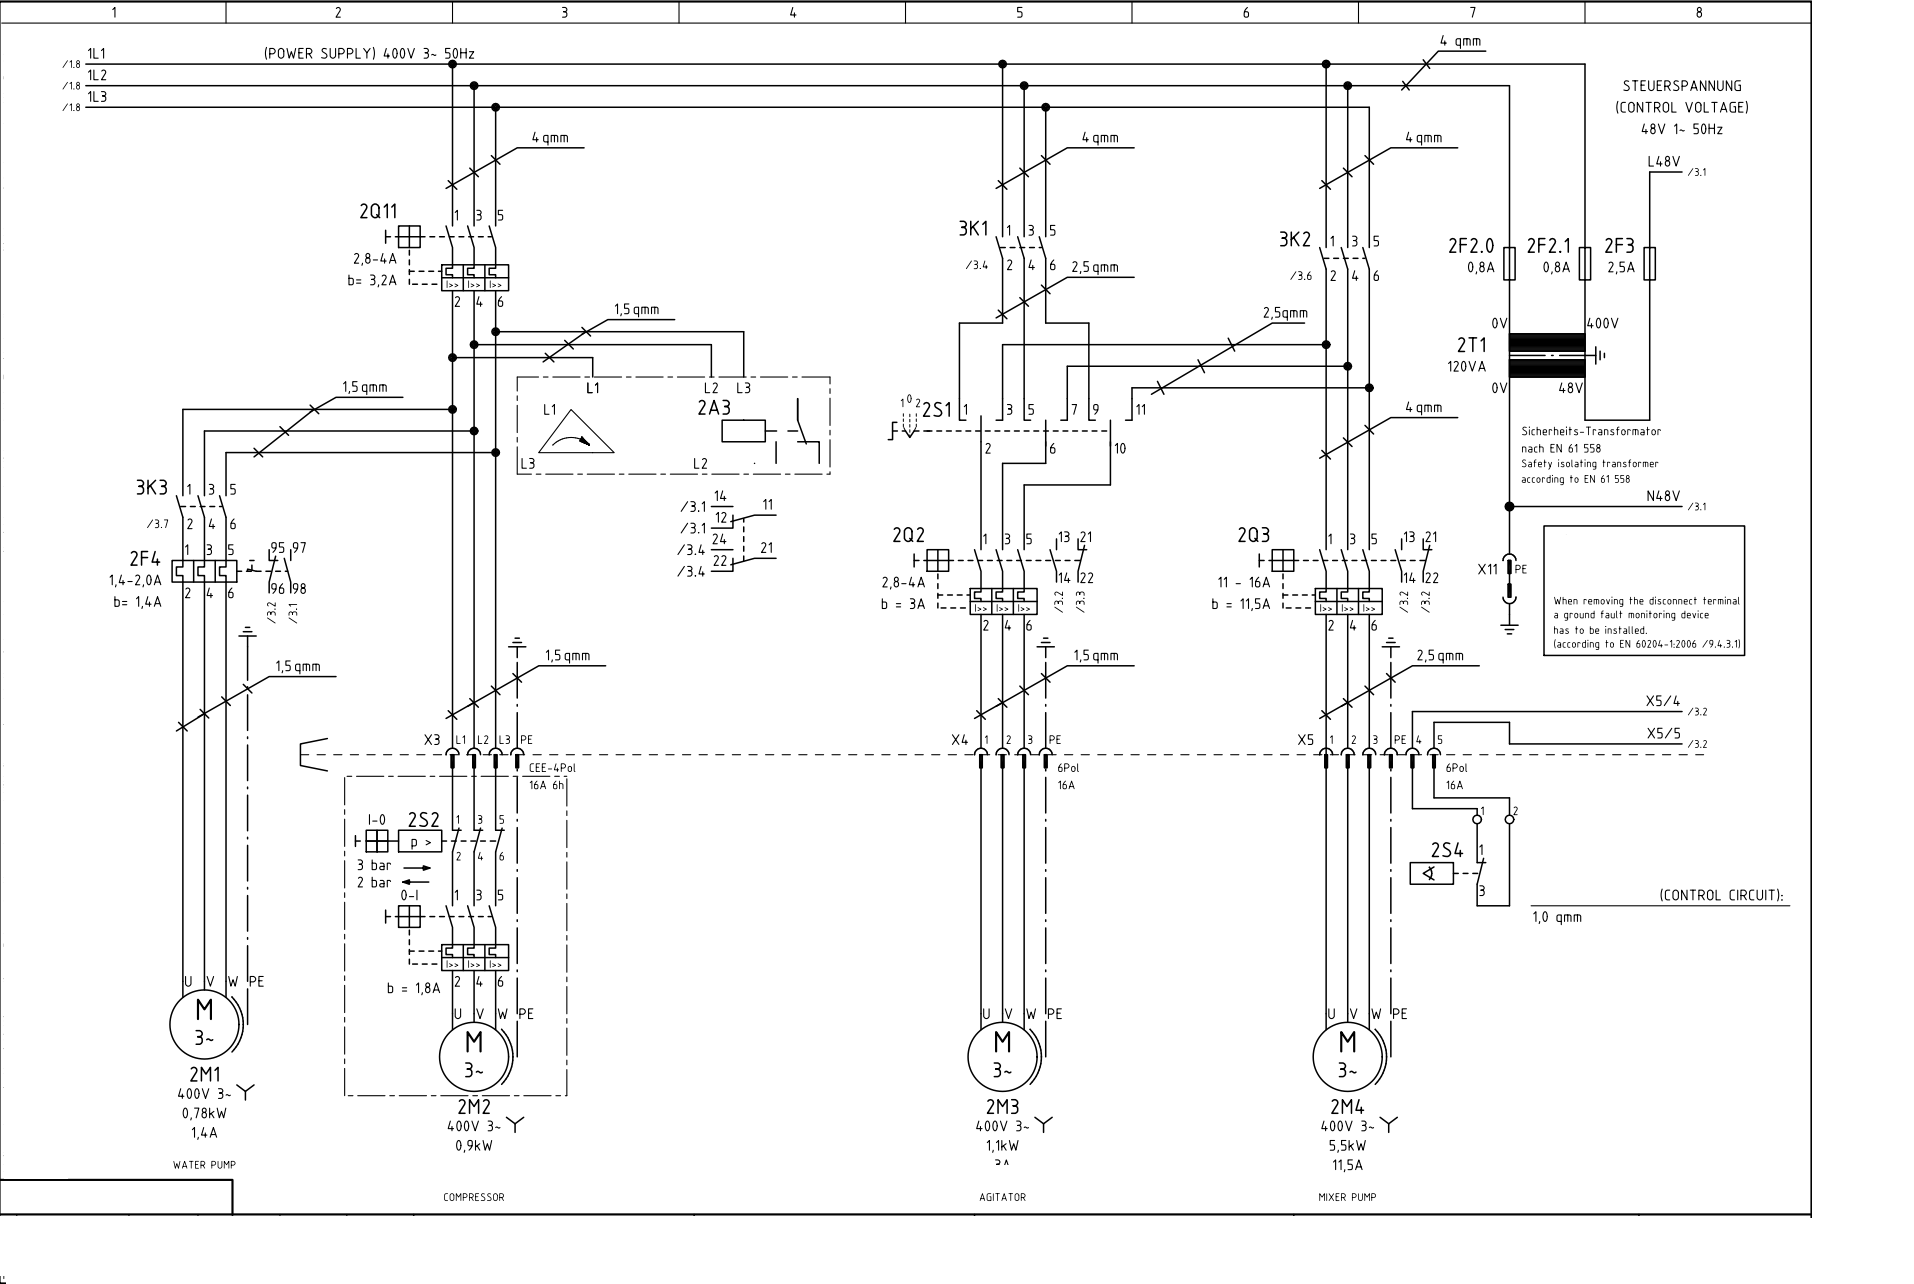 1 2 3 4 5 6 7 8
1L1 (POWER SUPPLY) 400V 3~ 50Hz
/1.8
1L2
/1.8
1L3
/1.8
4 qmm
STEUERSPANNUNG
(CONTROL VOLTAGE)
48V 1~ 50Hz
4 qmm 4 qmm 4 qmm
L48V
/3.1
2Q11
1 3 5
2,8-4A
b= 3,2A
I>> I>> I>>
2 4 6
3K1
1 3 5
/3.4
2 4 6
2,5 qmm
3K2
1 3 5
/3.6
2 4 6
2F2.0
0,8A
2F2.1
0,8A
2F3
2,5A
1,5 qmm
2,5qmm
0V 400V
2T1
120VA
0V 48V
1,5 qmm
L1 L2 L3
L1
2A3
L3 L2
1 0 2
2S1
1 3 5 7 9 11
2 6 10
4 qmm
Sicherheits-Transformator
nach EN 61 558
Safety isolating transformer
according to EN 61 558
3K3
1 3 5
/3.7
2 4 6
14
/3.1
11
12
/3.1
24
/3.4
21
22
/3.4
N48V
/3.1
2F4
1 3 5
95 97
1,4-2,0A
b= 1,4A
2 4 6
96 98
/3.2 /3.1
2Q2
1 3 5 13 21
2,8-4A
b = 3A
I>> I>> I>>
14 22
/3.2 /3.3
2 4 6
2Q3
1 3 5 13 21
11 - 16A
b = 11,5A
I>> I>> I>>
14 22
/3.2 /3.2
2 4 6
X11 PE
When removing the disconnect terminal
a ground fault monitoring device
has to be installed.
(according to EN 60204-1:2006 /9.4.3.1)
1,5 qmm 1,5 qmm 1,5 qmm 2,5 qmm
X5/4
/3.2
X5/5
/3.2
X3 L1 L2 L3 PE
CEE-4Pol
16A 6h
X4 1 2 3 PE
6Pol
16A
X5 1 2 3 PE 4 5
6Pol
16A
I-0
2S2
p >
1 3 5
2 4 6
3 bar
2 bar
0-I
1 3 5
I>> I>> I>>
2 4 6
b = 1,8A
1 2
2S4
1
3
(CONTROL CIRCUIT):
1,0 qmm
U V W PE
M
3~
2M1
400V 3~
0,78kW
1,4A
WATER PUMP
U V W PE
M
3~
2M2
400V 3~
0,9kW
COMPRESSOR
U V W PE
M
3~
2M3
400V 3~
1,1kW
3A
AGITATOR
U V W PE
M
3~
2M4
400V 3~
5,5kW
11,5A
MIXER PUMP